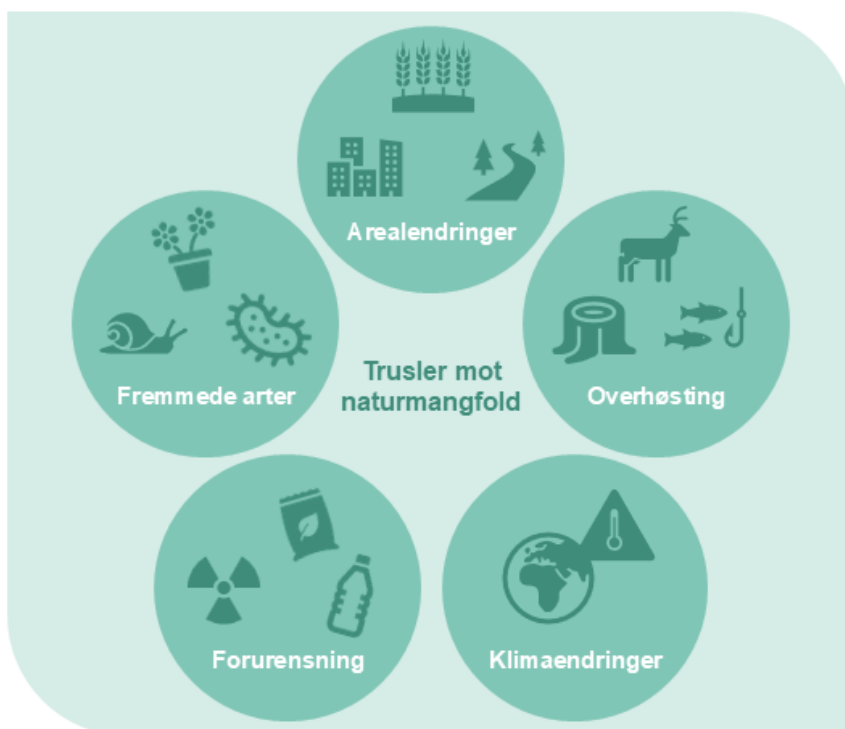 Arealendringer
Fremmede arter
Trusler mot
naturmangfold
Overhøsting
Forurensning
Klimaendringer